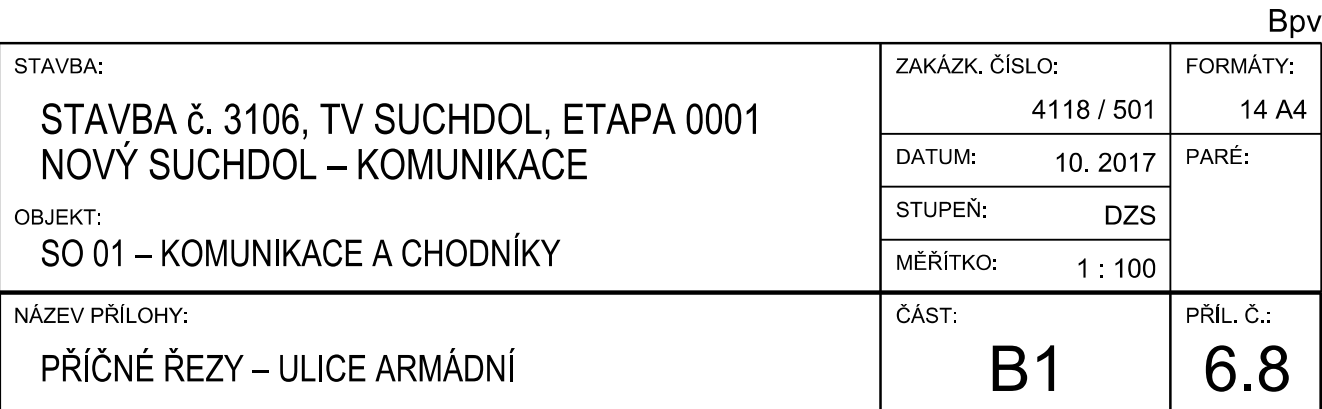 Bpv
STAVBA:
STAVBA č. 3106, TV SUCHDOL, ETAPA 0001
NOVÝ SUCHDOL – KOMUNIKACE
OBJEKT:
SO 01 – KOMUNIKACE A CHODNÍKY
ZAKÁZK. ČÍSLO:
4118 / 501
FORMÁTY:
14 A4
DATUM: 10. 2017
PARÉ:
STUPEŇ: DZS
MĚŘÍTKO: 1 : 100
NÁZEV PŘÍLOHY:
PŘÍČNÉ ŘEZY – ULICE ARMÁDNÍ
ČÁST:
B1
PŘÍL. Č.:
6.8